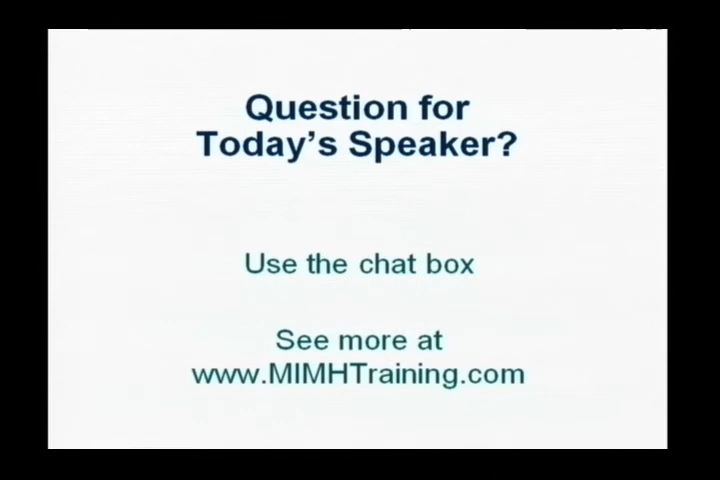 Question for
Today’s Speaker?
Use the chat box
See more at
www.MIMHTraining.com